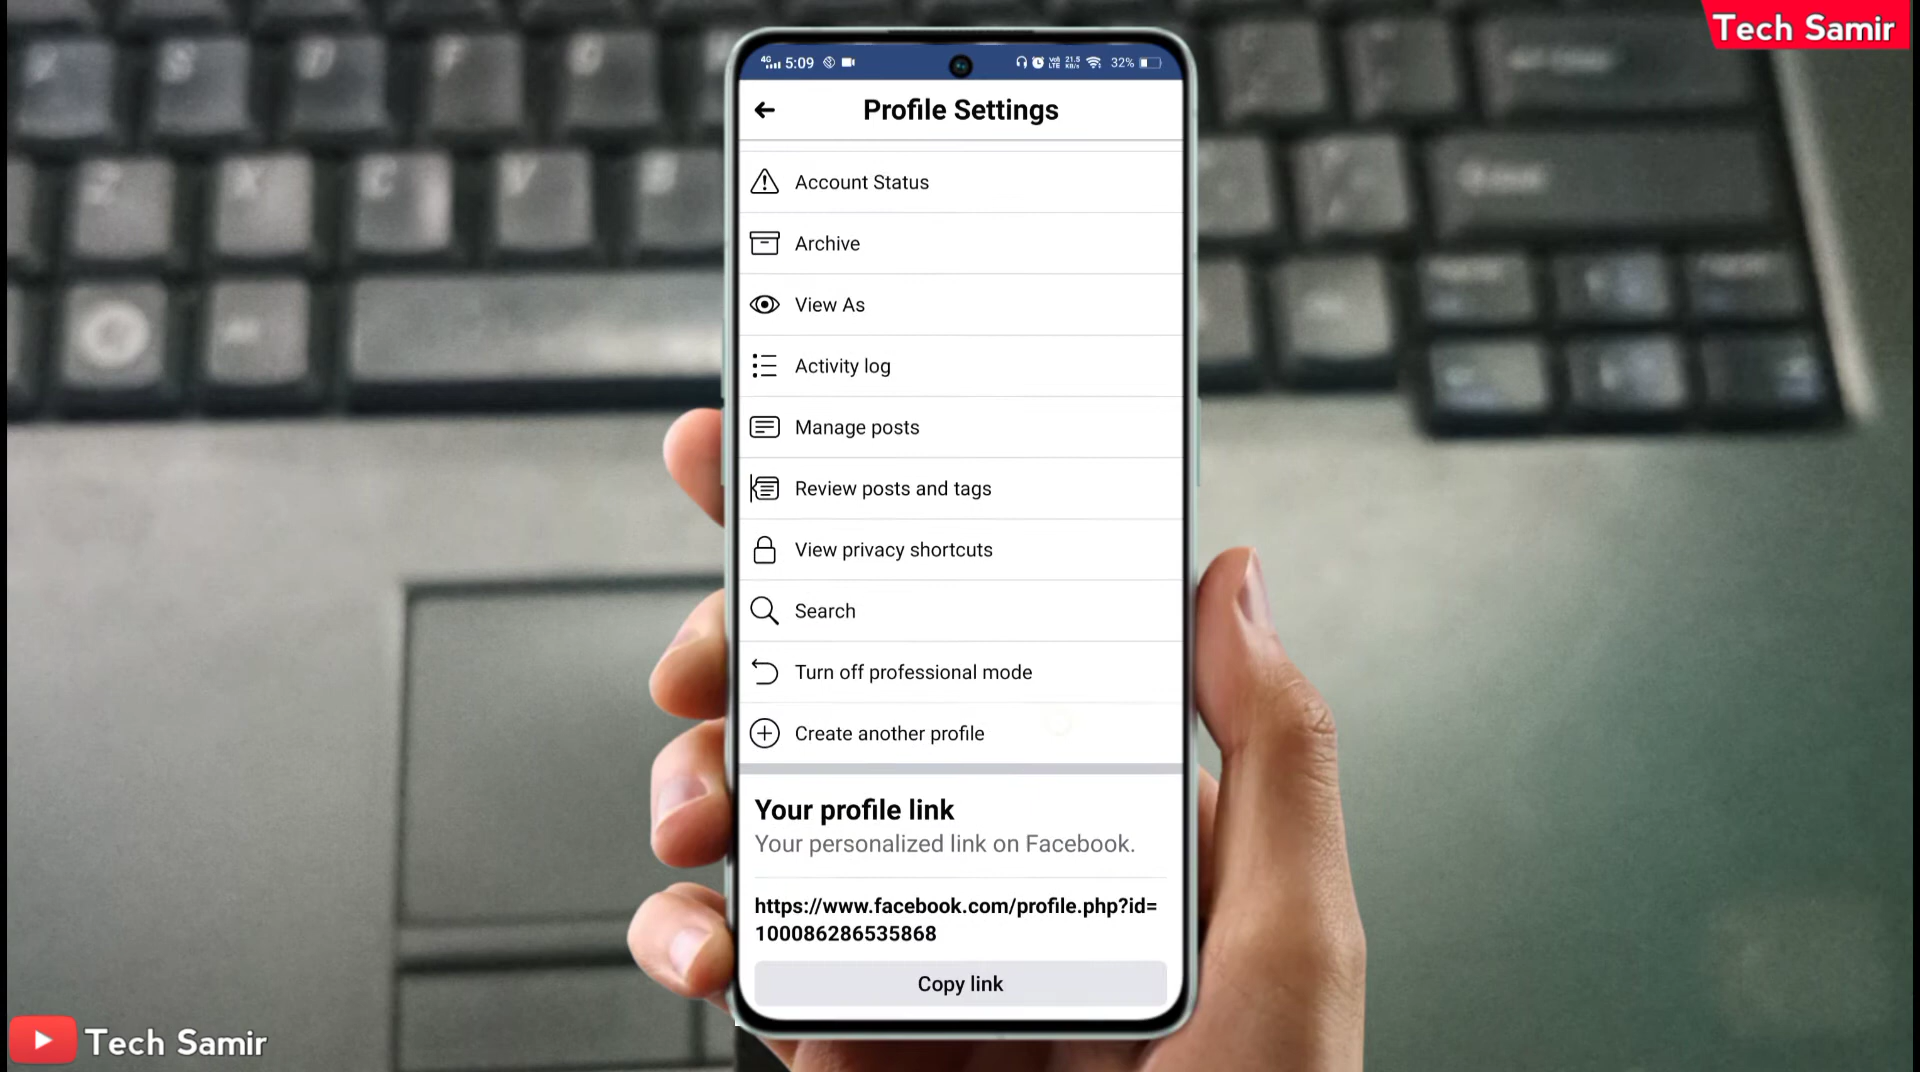 Tech Samir
4G 5:09 32%
Profile Settings
Account Status
Archive
View As
Activity log
Manage posts
Review posts and tags
View privacy shortcuts
Search
Turn off professional mode
Create another profile
Your profile link
Your personalized link on Facebook.
https://www.facebook.com/profile.php?id=
100086286535868
Copy link
Tech Samir